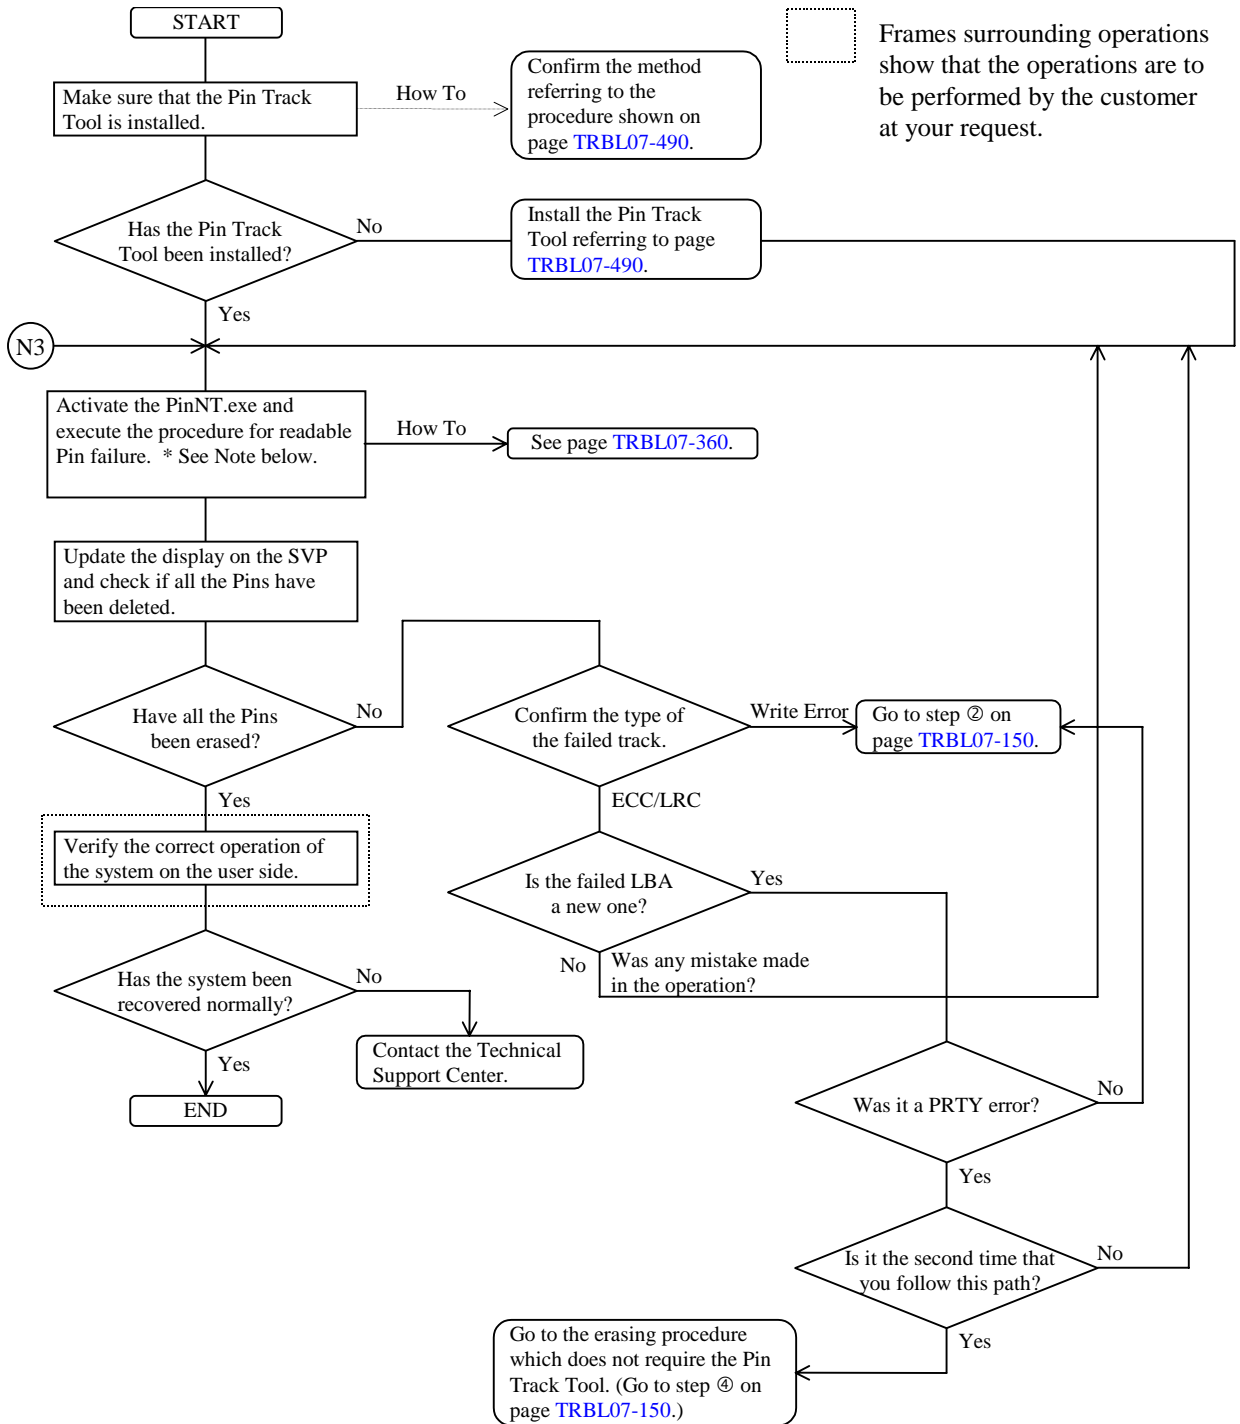 START
Frames surrounding operations
show that the operations are to
be performed by the customer
at your request.
Make sure that the Pin Track
Tool is installed.
How To
Confirm the method
referring to the
procedure shown on
page TRBL07-490.
Has the Pin Track
Tool been installed?
No
Install the Pin Track
Tool referring to page
TRBL07-490.
Yes
N3
Activate the PinNT.exe and
execute the procedure for readable
Pin failure.  * See Note below.
How To
See page TRBL07-360.
Update the display on the SVP
and check if all the Pins have
been deleted.
Have all the Pins
been erased?
No
Confirm the type of
the failed track.
Write Error
Go to step ② on
page TRBL07-150.
Yes
ECC/LRC
Verify the correct operation of
the system on the user side.
Is the failed LBA
a new one?
Yes
No
Was any mistake made
in the operation?
Has the system been
recovered normally?
No
Contact the Technical
Support Center.
Yes
END
Was it a PRTY error?
No
Yes
Is it the second time that
you follow this path?
No
Yes
Go to the erasing procedure
which does not require the Pin
Track Tool. (Go to step ④ on
page TRBL07-150.)